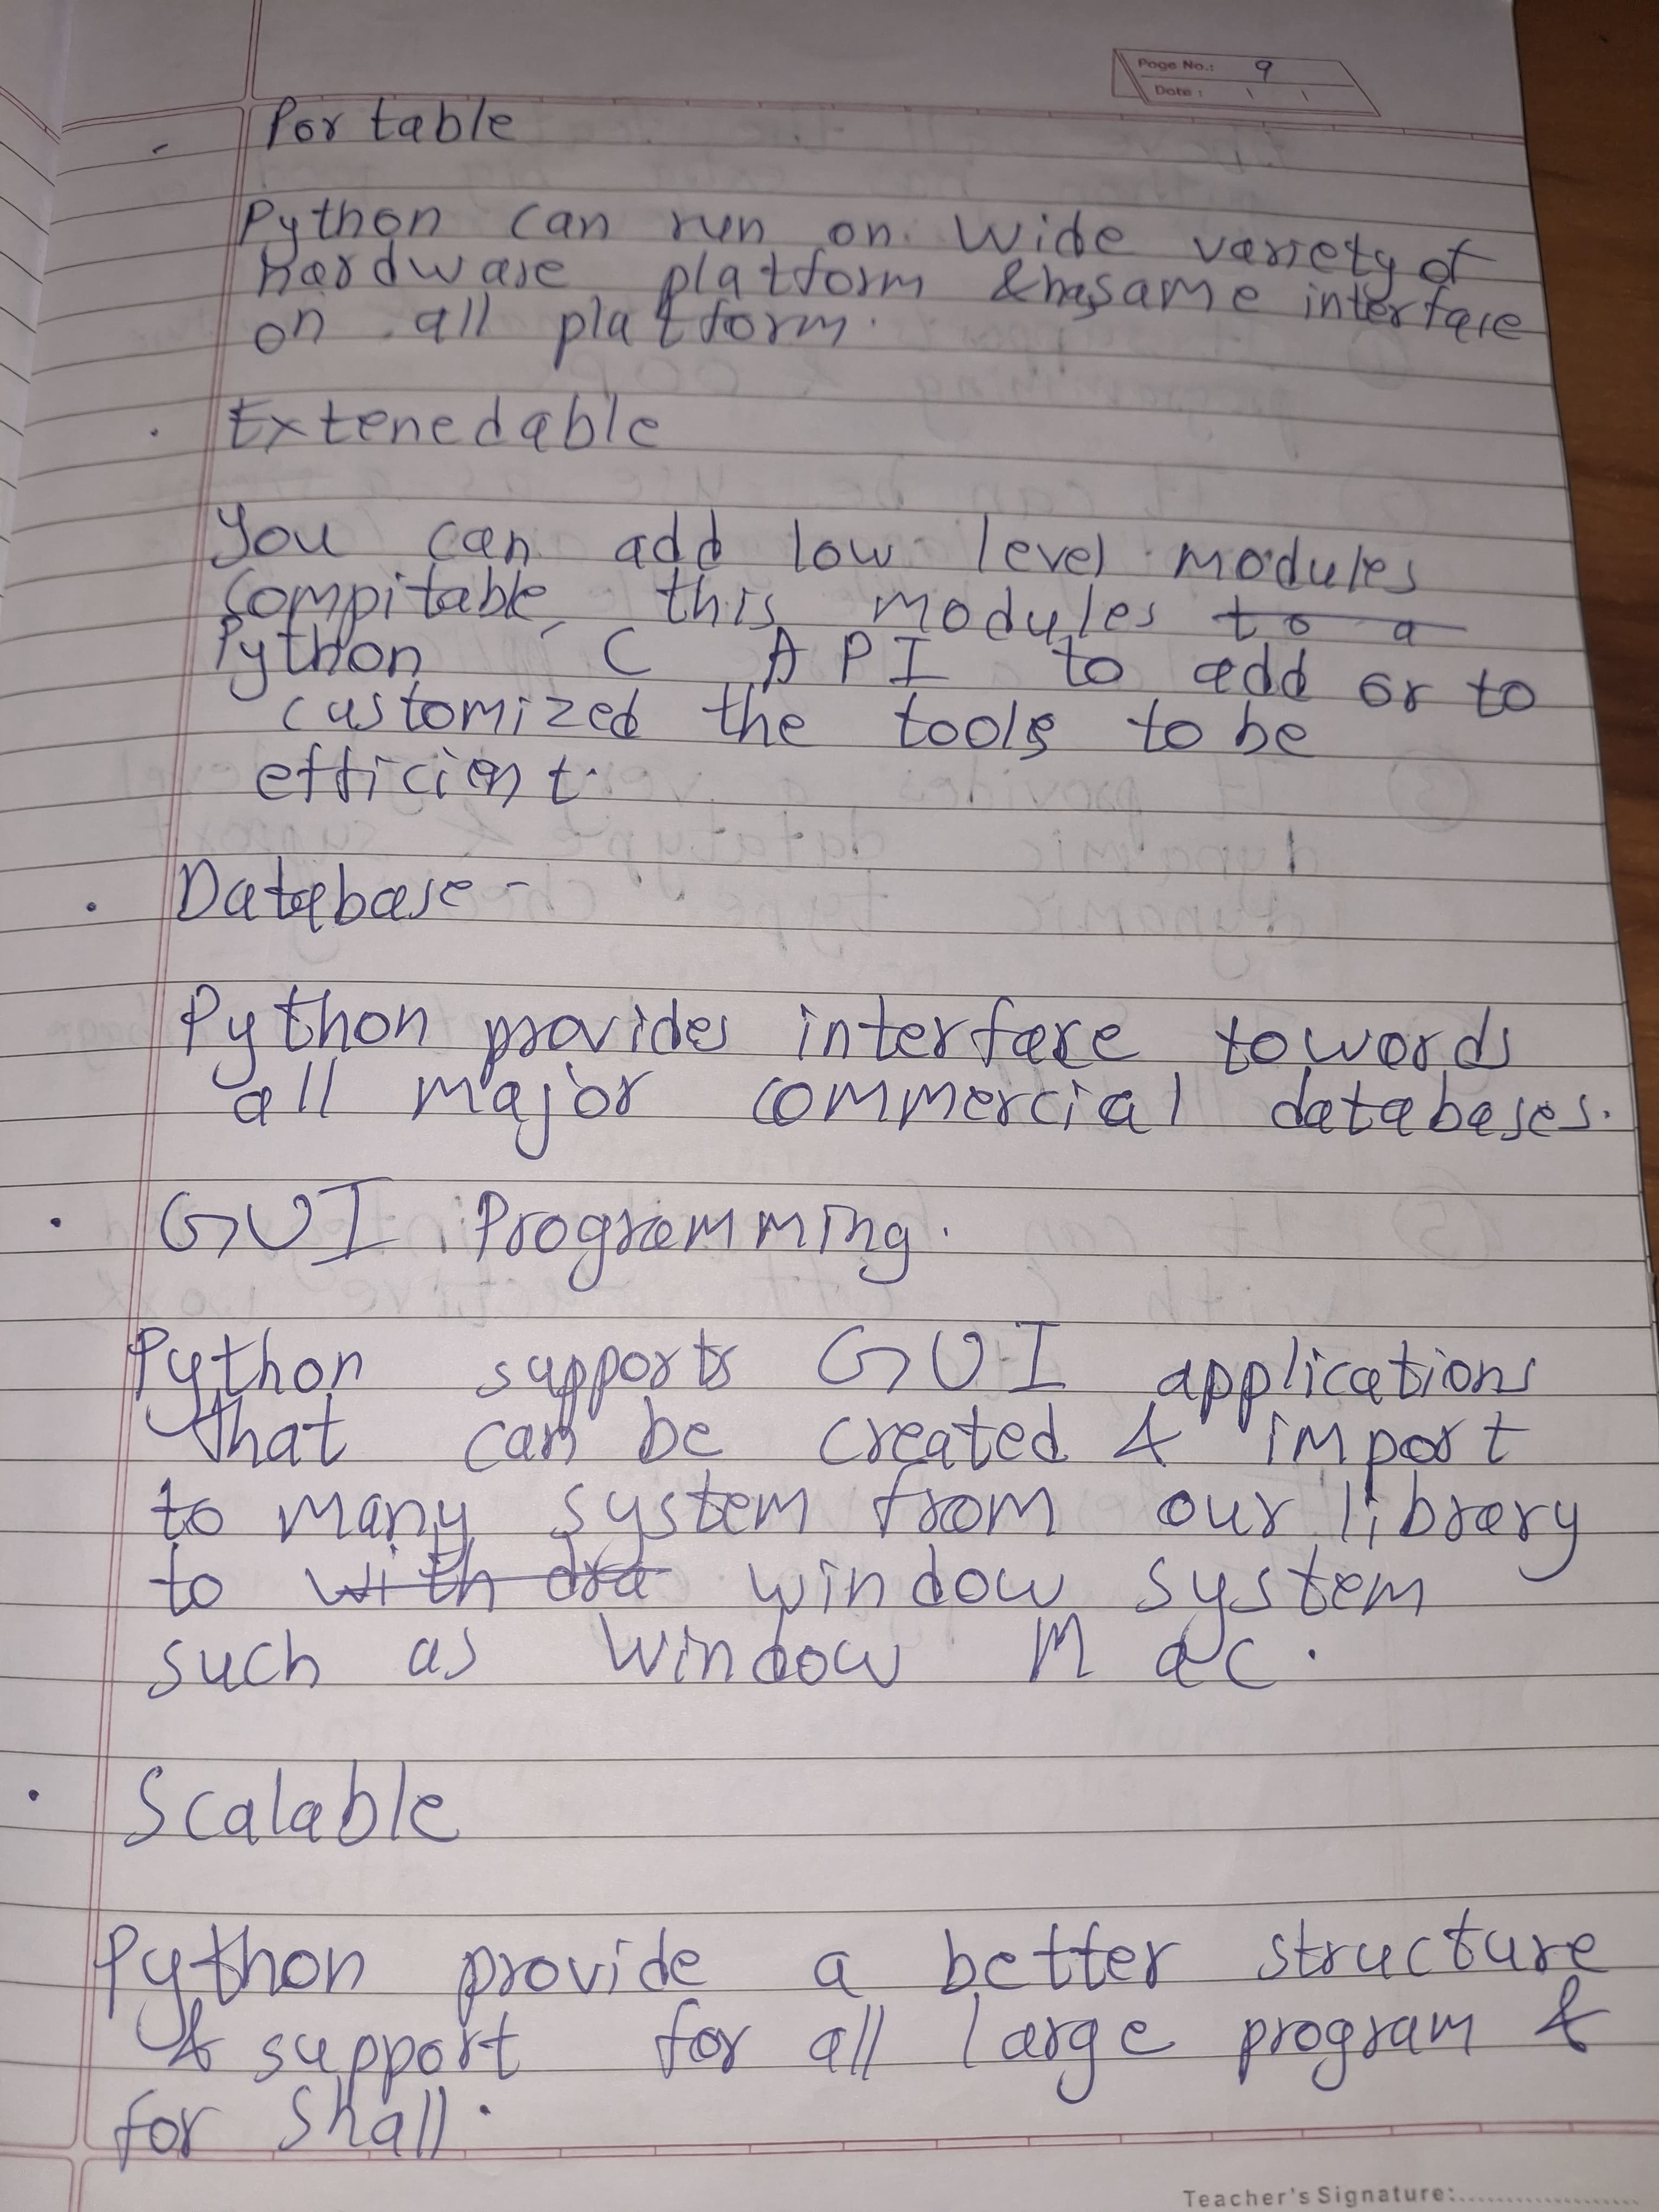 Page No.: 9
Date :
- Portable
Python can run on wide variety of
hardware platform & has same interface
on all platform.
. Extenedable
You can add low level modules
compitable this modules to a
Python C API to add or to
customized the tools to be
efficient.
. Database -
Python provides interface towords
all major commercial databases.
. GUI Programming.
Python supports GUI applications
that can be created & import
to many system from our library
to with window system
such as window Mac.
. Scalable
Python provide a better structure
& support for all large program &
for Shall.
Teacher's Signature: